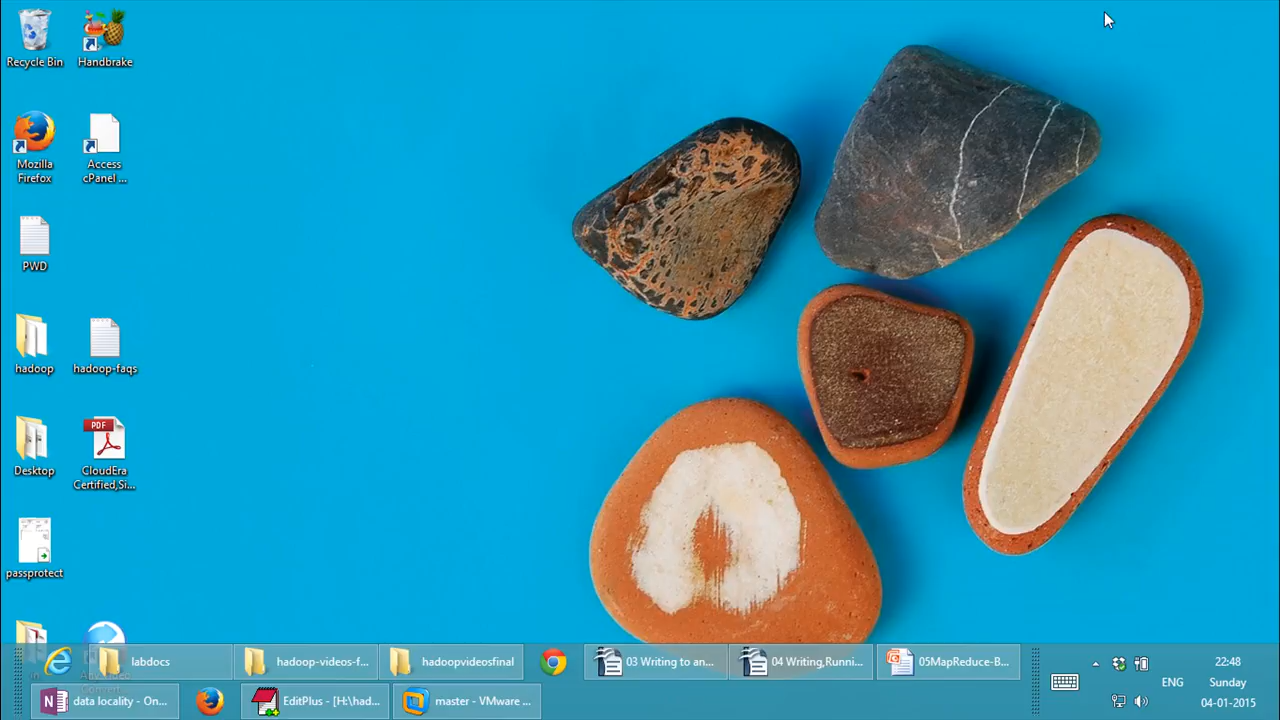 Recycle Bin
Handbrake
Mozilla
Firefox
Access
cPanel ...
PWD
hadoop
hadoop-faqs
Desktop
PDF
CloudEra
Certified,Si...
passprotect
labdocs
hadoop-videos-f...
hadoopvideosfinal
03 Writing to an...
04 Writing,Runni...
05MapReduce-B...
22:48
ENG
Sunday
data locality - On...
EditPlus - [H:\had...
master - VMware ...
04-01-2015